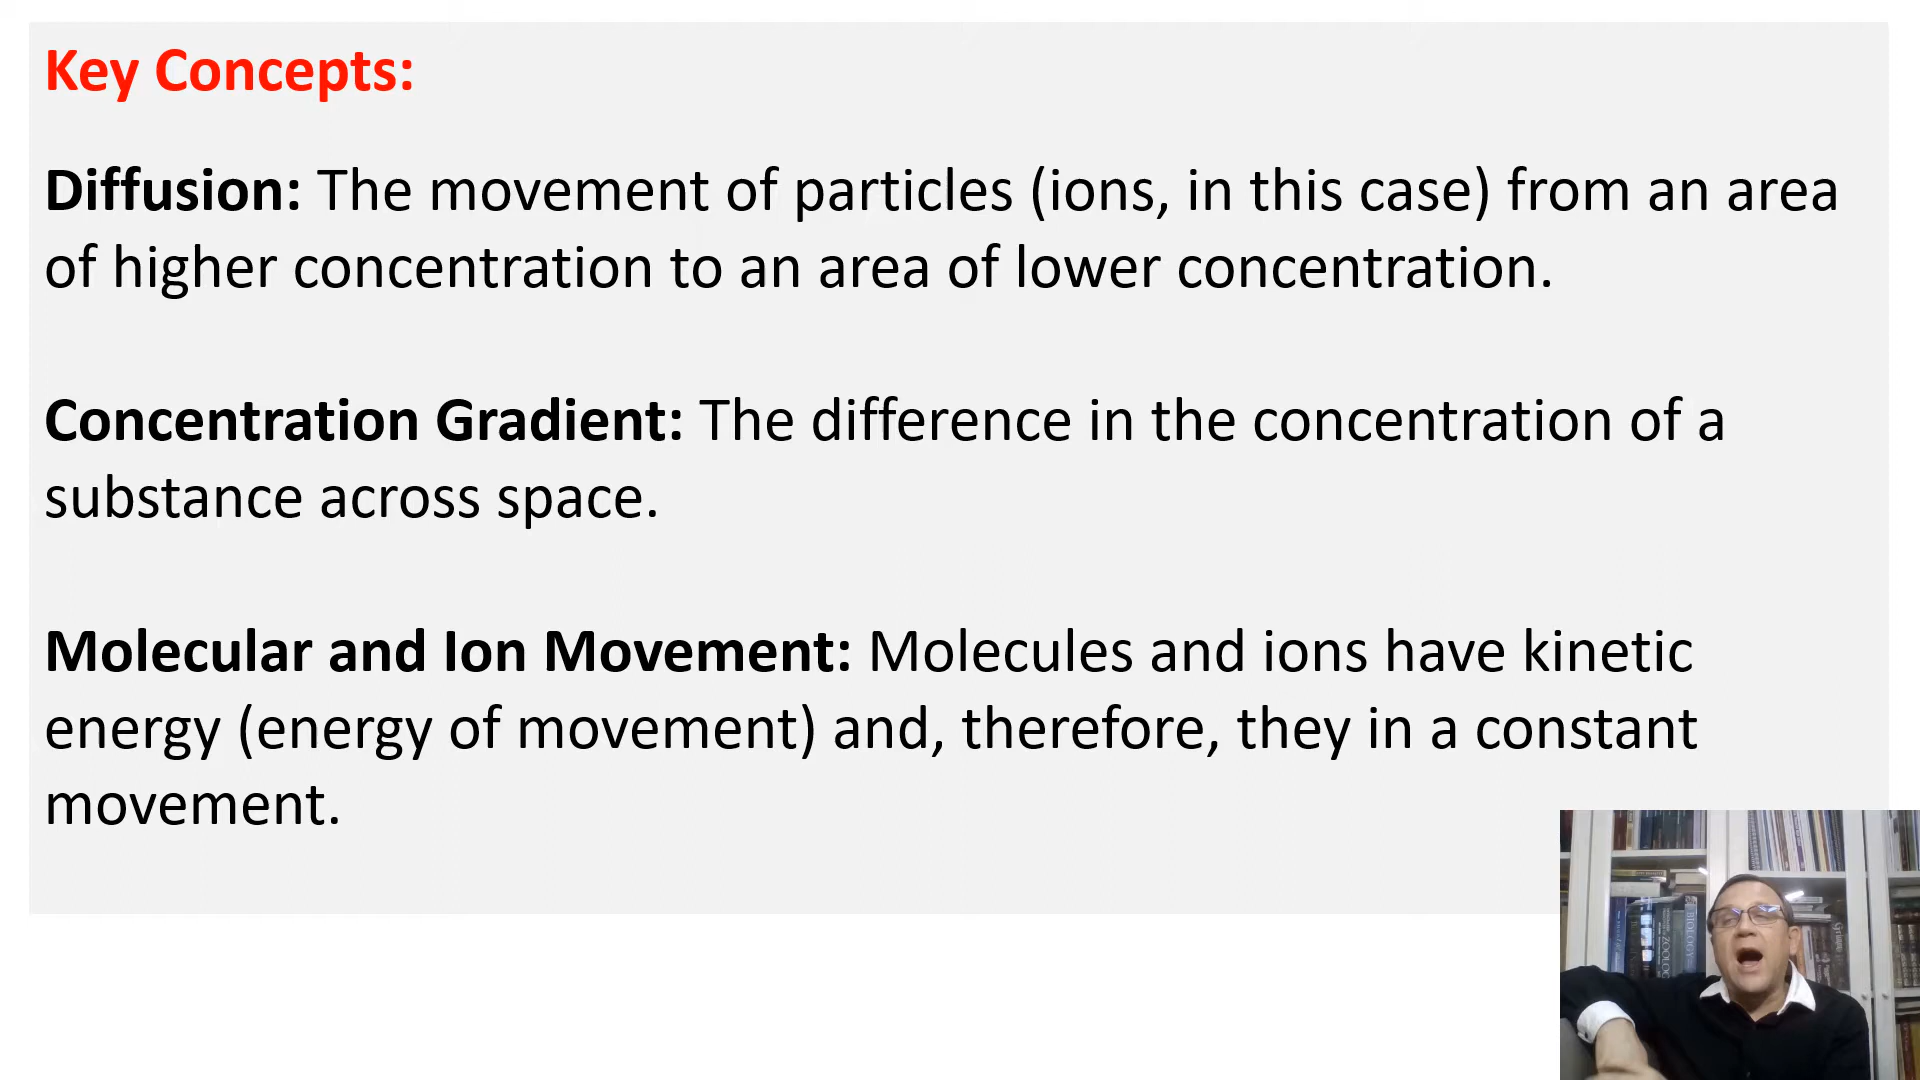 Key Concepts:
Diffusion: The movement of particles (ions, in this case) from an area
of higher concentration to an area of lower concentration.
Concentration Gradient: The difference in the concentration of a
substance across space.
Molecular and Ion Movement: Molecules and ions have kinetic
energy (energy of movement) and, therefore, they in a constant
movement.
BIOLOGY